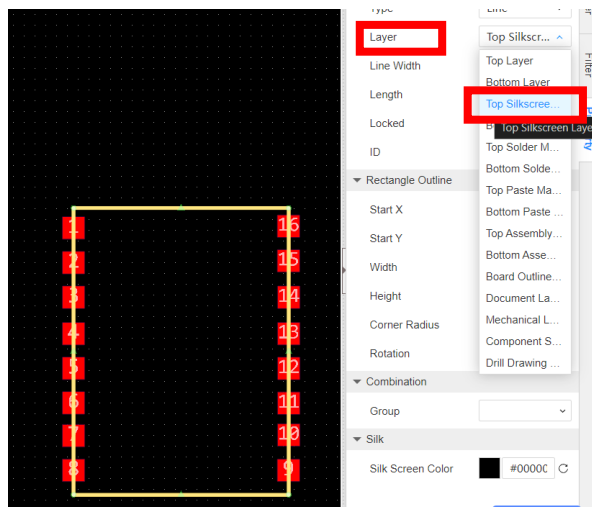 Type Line
Layer Top Silkscr...
Line Width
Length
Locked
ID
Top Layer
Bottom Layer
Top Silkscree...
Top Silkscreen Laye
Top Solder M...
Bottom Solde...
Top Paste Ma...
Bottom Paste ...
Top Assembly...
Bottom Asse...
Board Outline...
Document La...
Mechanical L...
Component S...
Drill Drawing ...
Rectangle Outline
Start X
Start Y
Width
Height
Corner Radius
Rotation
Combination
Group
Silk
Silk Screen Color #00000
Filter
1 16
2 15
3 14
4 13
5 12
6 11
7 10
8 9